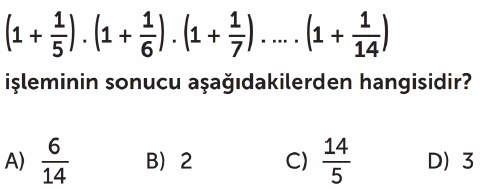 (1 + 1/5) . (1 + 1/6) . (1 + 1/7) . ... . (1 + 1/14)
işleminin sonucu aşağıdakilerden hangisidir?
A) 6/14 B) 2 C) 14/5 D) 3